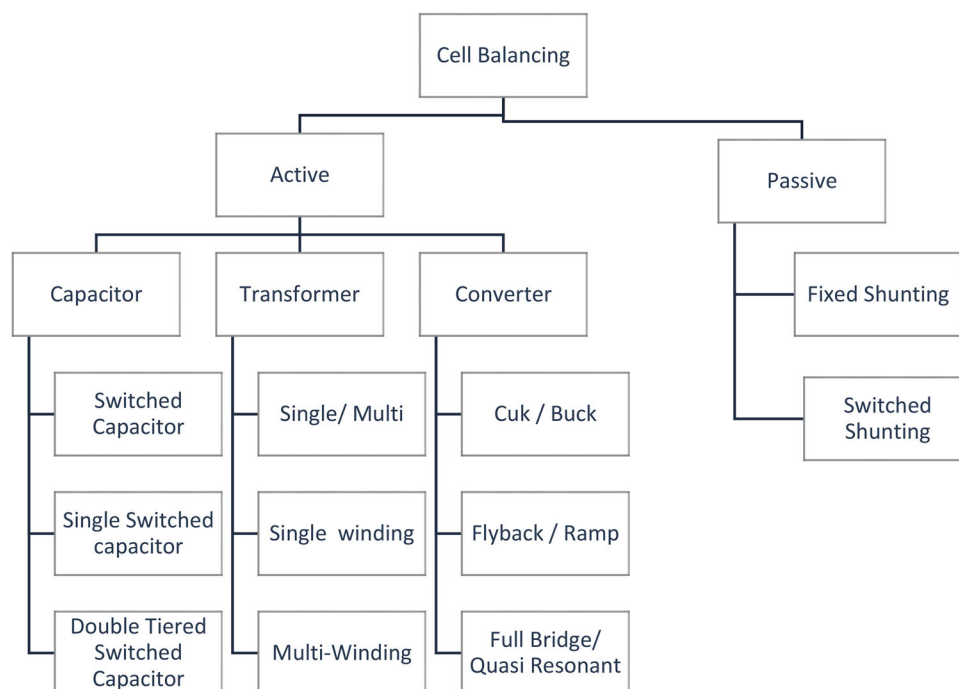 Cell Balancing
Active
Passive
Capacitor
Transformer
Converter
Fixed Shunting
Switched
Capacitor
Single/ Multi
Cuk / Buck
Switched
Shunting
Single Switched
capacitor
Single winding
Flyback / Ramp
Double Tiered
Switched
Capacitor
Multi-Winding
Full Bridge/
Quasi Resonant